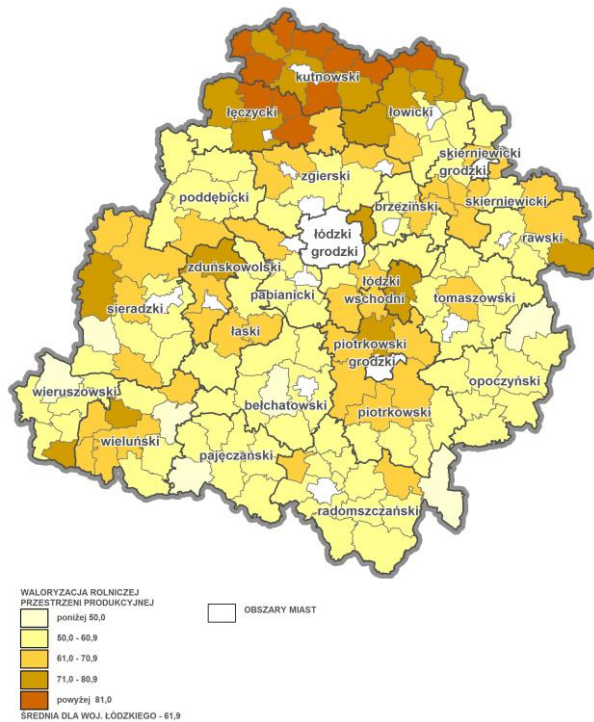 kutnowski
łęczycki
łowicki
skierniewicki
grodzki
zgierski
brzeziński
skierniewicki
poddębicki
łódzki
grodzki
rawski
zduńskowolski
łódzki
wschodni
sieradzki
pabianicki
tomaszowski
łaski
piotrkowski
grodzki
wieruszowski
opoczyński
bełchatowski
piotrkowski
wieluński
pajęczański
radomszczański
WALORYZACJA ROLNICZEJ
PRZESTRZENI PRODUKCYJNEJ
poniżej 50,0
OBSZARY MIAST
50,0 - 60,9
61,0 - 70,9
71,0 - 80,9
powyżej 81,0
ŚREDNIA DLA WOJ. ŁÓDZKIEGO - 61,9